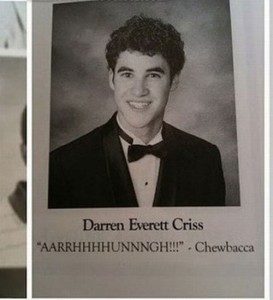 Darren Everett Criss
"AARRHHHHUNNNGH!!!" - Chewbacca